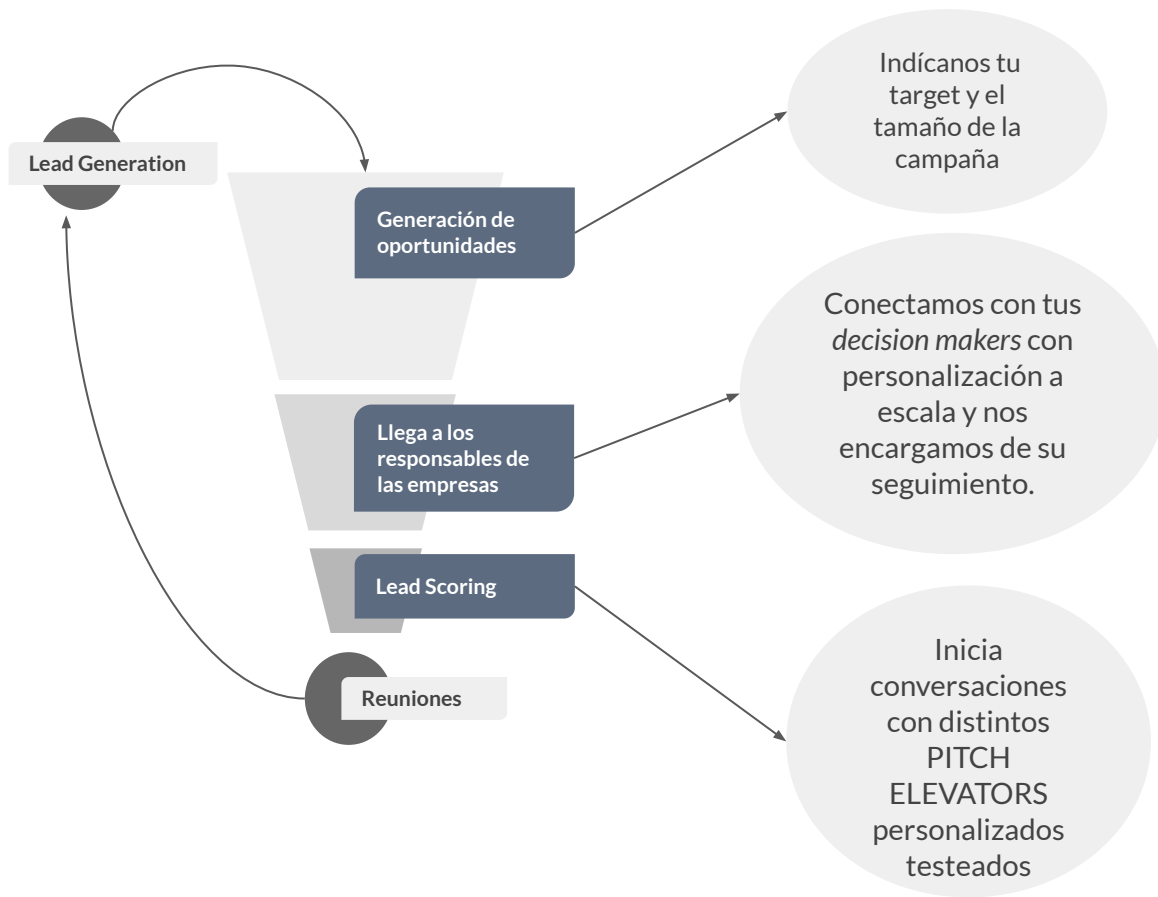 Lead Generation
Generación de
oportunidades
Indícanos tu
target y el
tamaño de la
campaña
Llega a los
responsables de
las empresas
Conectamos con tus
decision makers con
personalización a
escala y nos
encargamos de su
seguimiento.
Lead Scoring
Inicia
conversaciones
con distintos
PITCH
ELEVATORS
personalizados
testeados
Reuniones